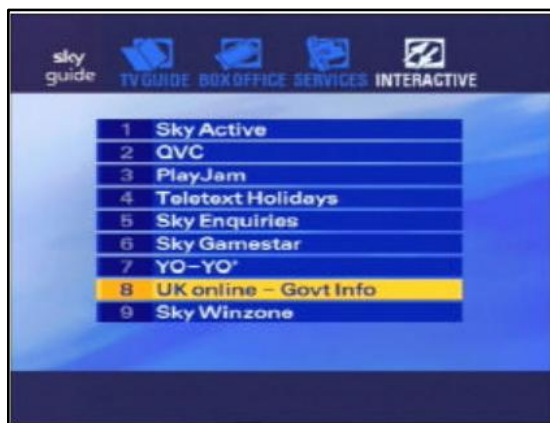 sky guide
TV GUIDE BOX OFFICE SERVICES INTERACTIVE
1 Sky Active
2 QVC
3 PlayJam
4 Teletext Holidays
5 Sky Enquiries
6 Sky Gamestar
7 YO-YO*
8 UK online – Govt Info
9 Sky Winzone